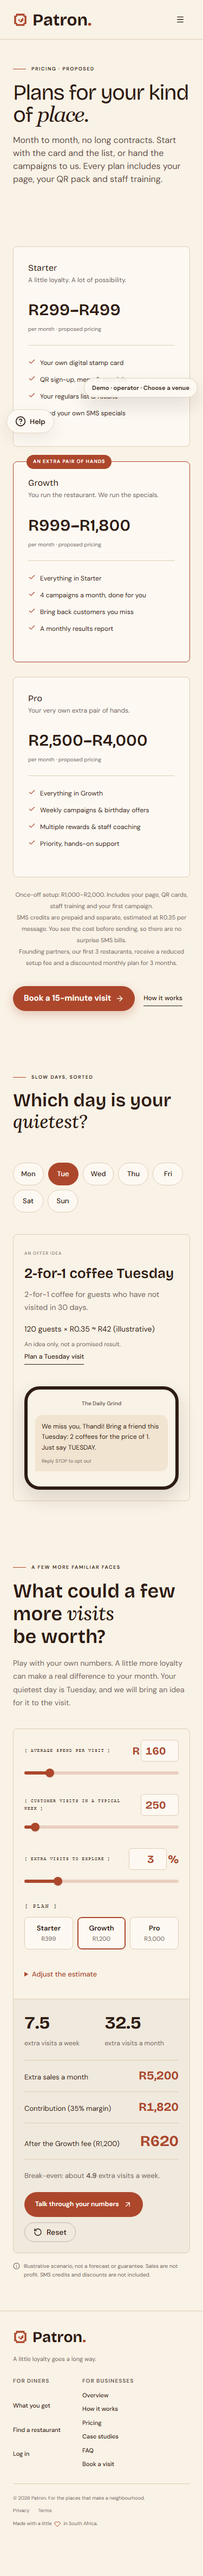 Patron.
PRICING · PROPOSED
Plans for your kind
of place.
Month to month, no long contracts. Start
with the card and the list, or hand the
campaigns to us. Every plan includes your
page, your QR pack and staff training.
Starter
A little loyalty. A lot of possibility.
R299–R499
per month · proposed pricing
Your own digital stamp card
QR sign-up,
Your regulars
Demo · operator · Choose a venue
Help
your own SMS specials
AN EXTRA PAIR OF HANDS
Growth
You run the restaurant. We run the specials.
R999–R1,800
per month · proposed pricing
Everything in Starter
4 campaigns a month, done for you
Bring back customers you miss
A monthly results report
Pro
Your very own extra pair of hands.
R2,500–R4,000
per month · proposed pricing
Everything in Growth
Weekly campaigns & birthday offers
Multiple rewards & staff coaching
Priority, hands-on support
Once-off setup: R1,000–R2,000. Includes your page, QR cards,
staff training and your first campaign.
SMS credits are prepaid and separate, estimated at R0.35 per
message. You see the cost before sending, so there are no
surprise SMS bills.
Founding partners, our first 3 restaurants, receive a reduced
setup fee and a discounted monthly plan for 3 months.
Book a 15-minute visit →
How it works
SLOW DAYS, SORTED
Which day is your
quietest?
Mon
Tue
Wed
Thu
Fri
Sat
Sun
AN OFFER IDEA
2-for-1 coffee Tuesday
2-for-1 coffee for guests who have not
visited in 30 days.
120 guests × R0.35 ≈ R42 (illustrative)
An idea only, not a promised result.
Plan a Tuesday visit
The Daily Grind
We miss you, Thandi! Bring a friend this
Tuesday: 2 coffees for the price of 1.
Just say TUESDAY.
Reply STOP to opt out
A FEW MORE FAMILIAR FACES
What could a few
more visits
be worth?
Play with your own numbers. A little more loyalty
can make a real difference to your month. Your
quietest day is Tuesday, and we will bring an idea
for it to the visit.
[ AVERAGE SPEND PER VISIT ]
R 160
[ CUSTOMER VISITS IN A TYPICAL
WEEK ]
250
[ EXTRA VISITS TO EXPLORE ]
3 %
[ PLAN ]
Starter
R399
Growth
R1,200
Pro
R3,000
Adjust the estimate
7.5
extra visits a week
32.5
extra visits a month
Extra sales a month
R5,200
Contribution (35% margin)
R1,820
After the Growth fee (R1,200)
R620
Break-even: about 4.9 extra visits a week.
Talk through your numbers ↗
Reset
Illustrative scenario, not a forecast or guarantee. Sales are not
profit. SMS credits and discounts are not included.
Patron.
A little loyalty goes a long way.
FOR DINERS
What you get
Find a restaurant
Log in
FOR BUSINESSES
Overview
How it works
Pricing
Case studies
FAQ
Book a visit
© 2026 Patron. For the places that make a neighbourhood.
Privacy
Terms
Made with a little ♡ in South Africa.